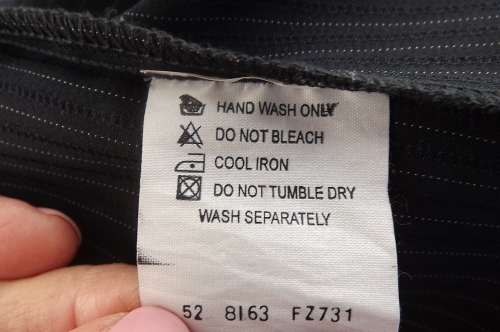 HAND WASH ONLY
DO NOT BLEACH
COOL IRON
DO NOT TUMBLE DRY
WASH SEPARATELY
52 8163 FZ731